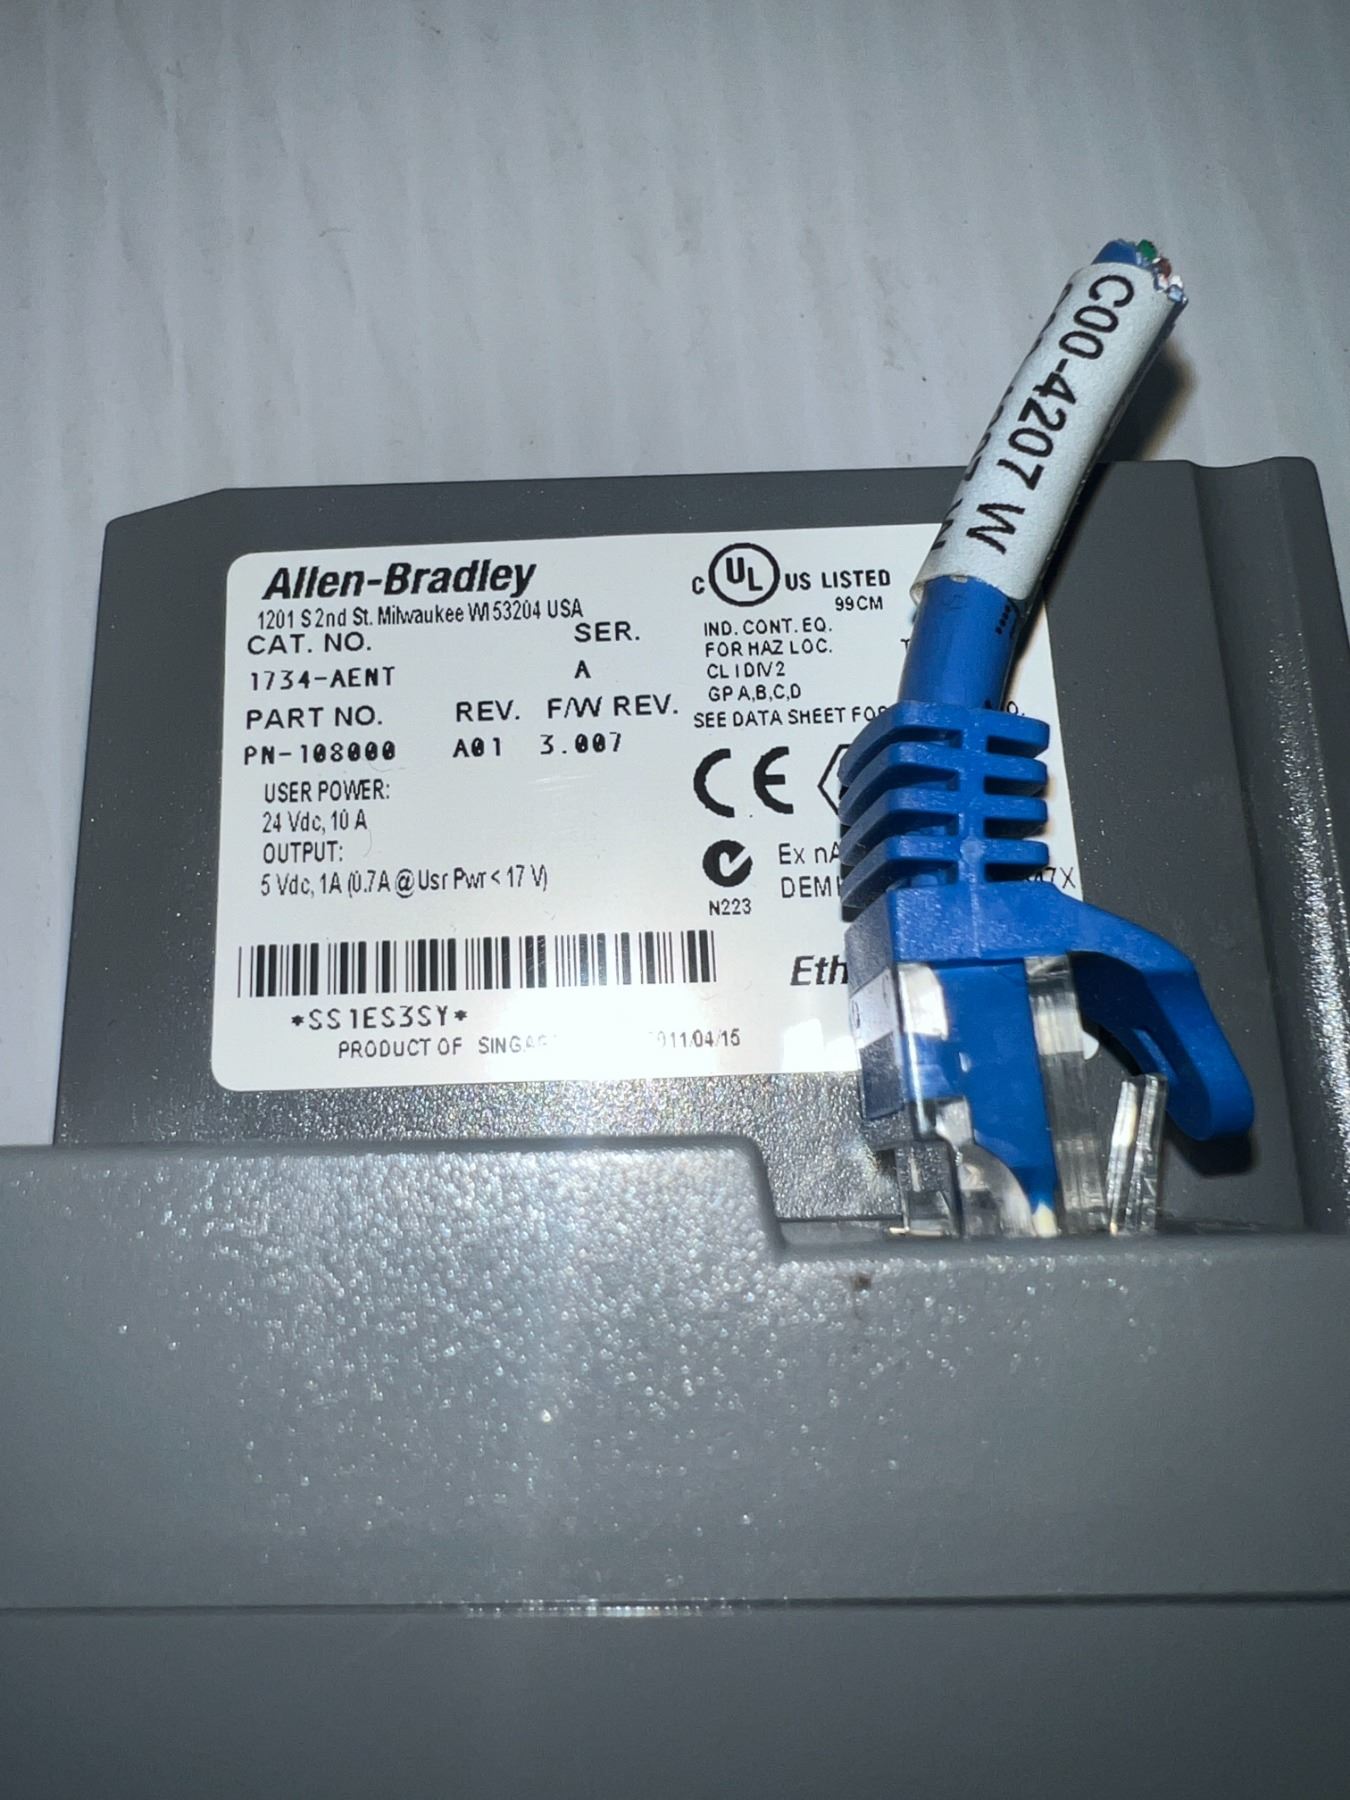 C00-4207 W
Allen-Bradley
1201 S 2nd St. Milwaukee WI 53204 USA
CAT. NO. SER.
1734-AENT A
PART NO. REV. F/W REV.
PN-108000 A01 3.007
USER POWER:
24 Vdc, 10 A
OUTPUT:
5 Vdc, 1A (0.7A @ Usr Pwr < 17 V)
*SS1ES3SY*
PRODUCT OF
11/04/15
C UL US LISTED
99CM
IND. CONT. EQ.
FOR HAZ LOC.
CL I DIV 2
GP A,B,C,D
SEE DATA SHEET
CE
N223
Ex